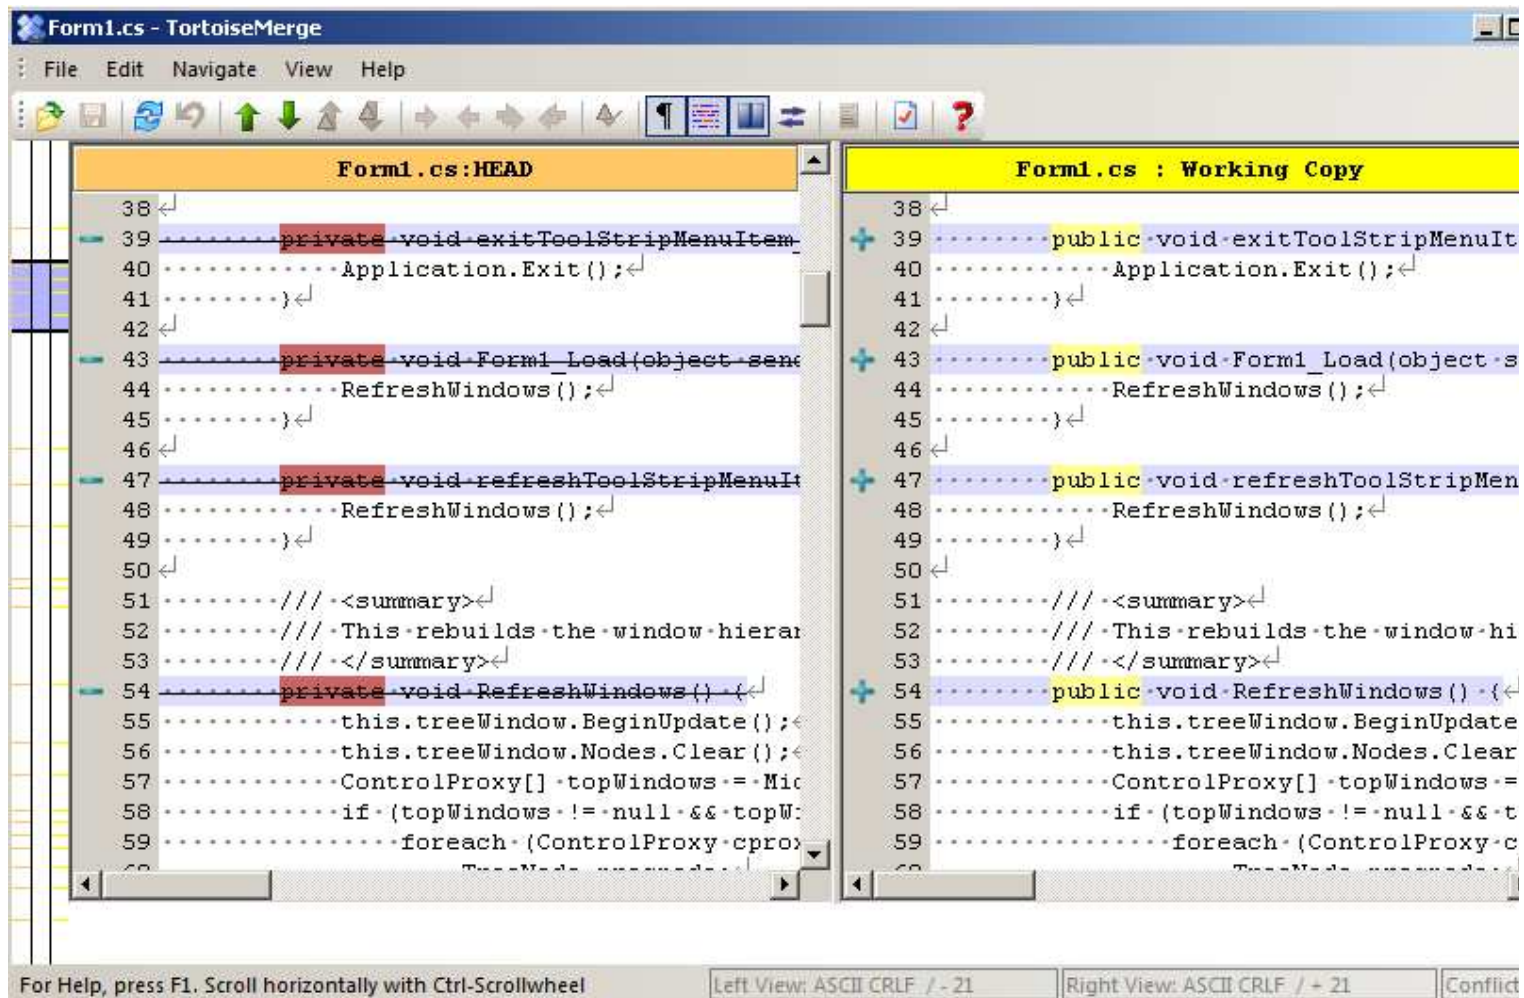 Form1.cs - TortoiseMerge
File Edit Navigate View Help
Form1.cs:HEAD
38
39 private void exitToolStripMenuItem_
40 Application.Exit();
41 }
42
43 private void Form1_Load(object send
44 RefreshWindows();
45 }
46
47 private void refreshToolStripMenuIt
48 RefreshWindows();
49 }
50
51 /// <summary>
52 /// This rebuilds the window hierar
53 /// </summary>
54 private void RefreshWindows() {
55 this.treeWindow.BeginUpdate();
56 this.treeWindow.Nodes.Clear();
57 ControlProxy[] topWindows = Mic
58 if (topWindows != null && topW
59 foreach (ControlProxy cprox
Form1.cs : Working Copy
38
39 public void exitToolStripMenuIt
40 Application.Exit();
41 }
42
43 public void Form1_Load(object s
44 RefreshWindows();
45 }
46
47 public void refreshToolStripMen
48 RefreshWindows();
49 }
50
51 /// <summary>
52 /// This rebuilds the window hi
53 /// </summary>
54 public void RefreshWindows() {
55 this.treeWindow.BeginUpdate
56 this.treeWindow.Nodes.Clear
57 ControlProxy[] topWindows =
58 if (topWindows != null && t
59 foreach (ControlProxy c
For Help, press F1. Scroll horizontally with Ctrl-Scrollwheel
Left View: ASCII CRLF / - 21
Right View: ASCII CRLF / + 21
Conflict